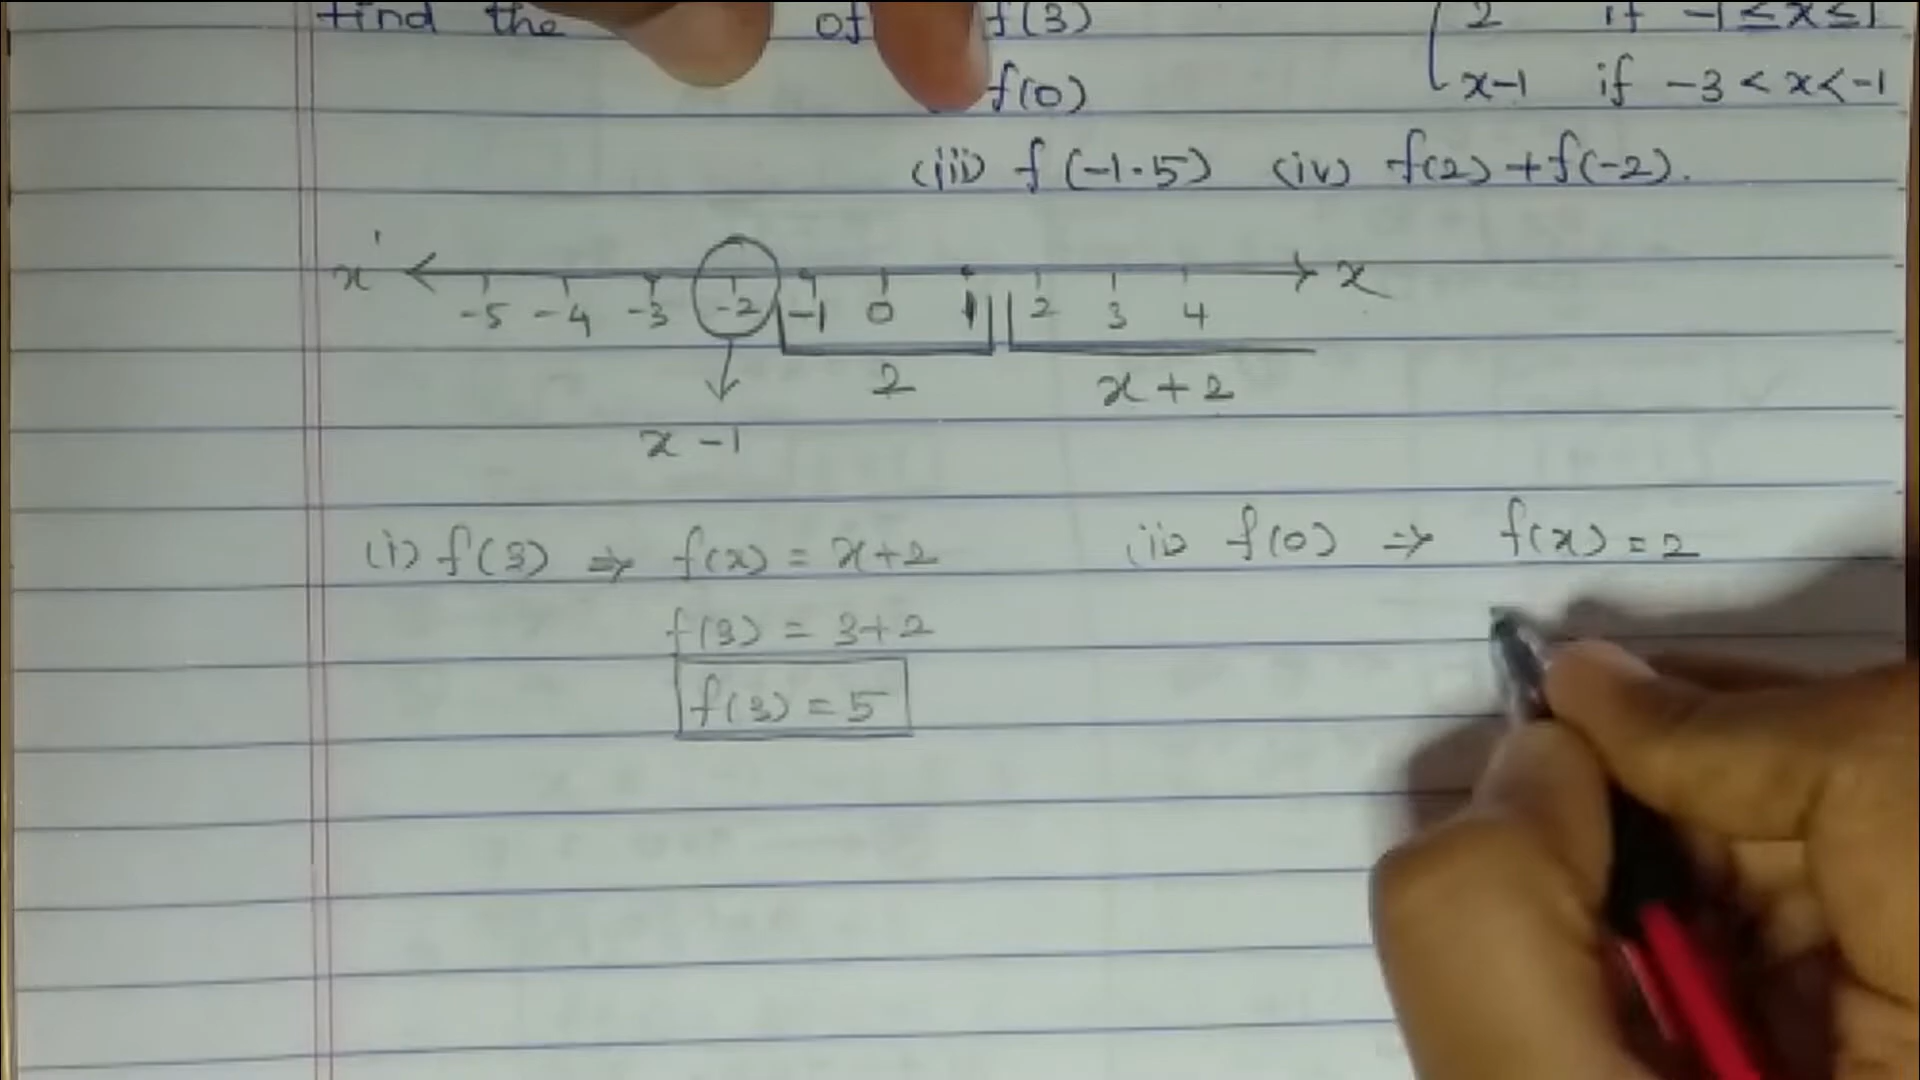 find the of f(3)
2 if -1≤x≤1
f(0)
x-1 if -3<x<-1
(iii) f(-1.5) (iv) f(2)+f(-2).
x' x
-5 -4 -3 -2 -1 0 1 2 3 4
2 x+2
x-1
(i) f(3) ⇒ f(x) = x+2
(ii) f(0) ⇒ f(x) = 2
f(3) = 3+2
f(3) = 5